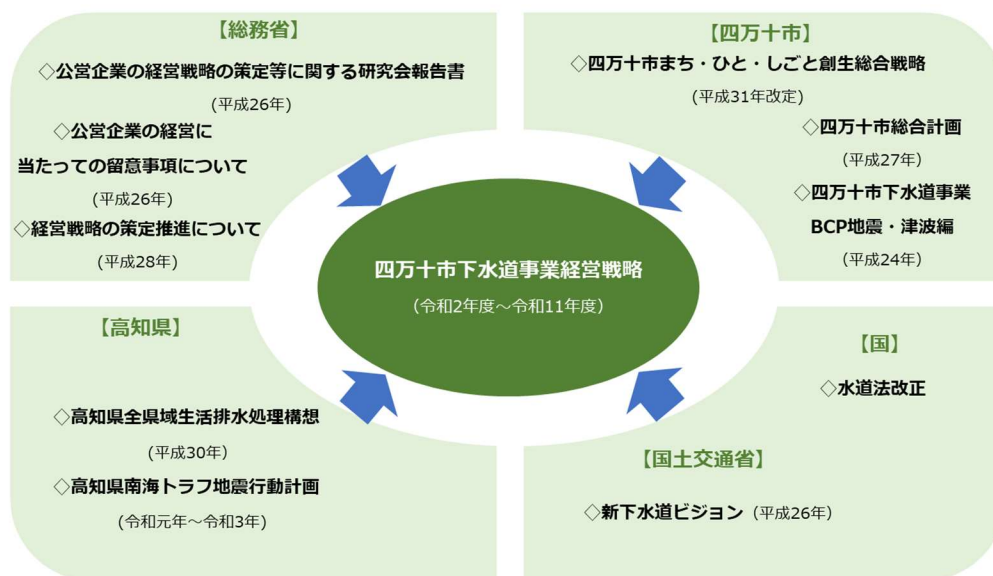 【総務省】
◇公営企業の経営戦略の策定等に関する研究会報告書
(平成26年)
◇公営企業の経営に
当たっての留意事項について
(平成26年)
◇経営戦略の策定推進について
(平成28年)
【四万十市】
◇四万十市まち・ひと・しごと創生総合戦略
(平成31年改定)
◇四万十市総合計画
(平成27年)
◇四万十市下水道事業
BCP地震・津波編
(平成24年)
四万十市下水道事業経営戦略
(令和2年度～令和11年度)
【高知県】
◇高知県全県域生活排水処理構想
(平成30年)
◇高知県南海トラフ地震行動計画
(令和元年～令和3年)
【国】
◇水道法改正
【国土交通省】
◇新下水道ビジョン (平成26年)